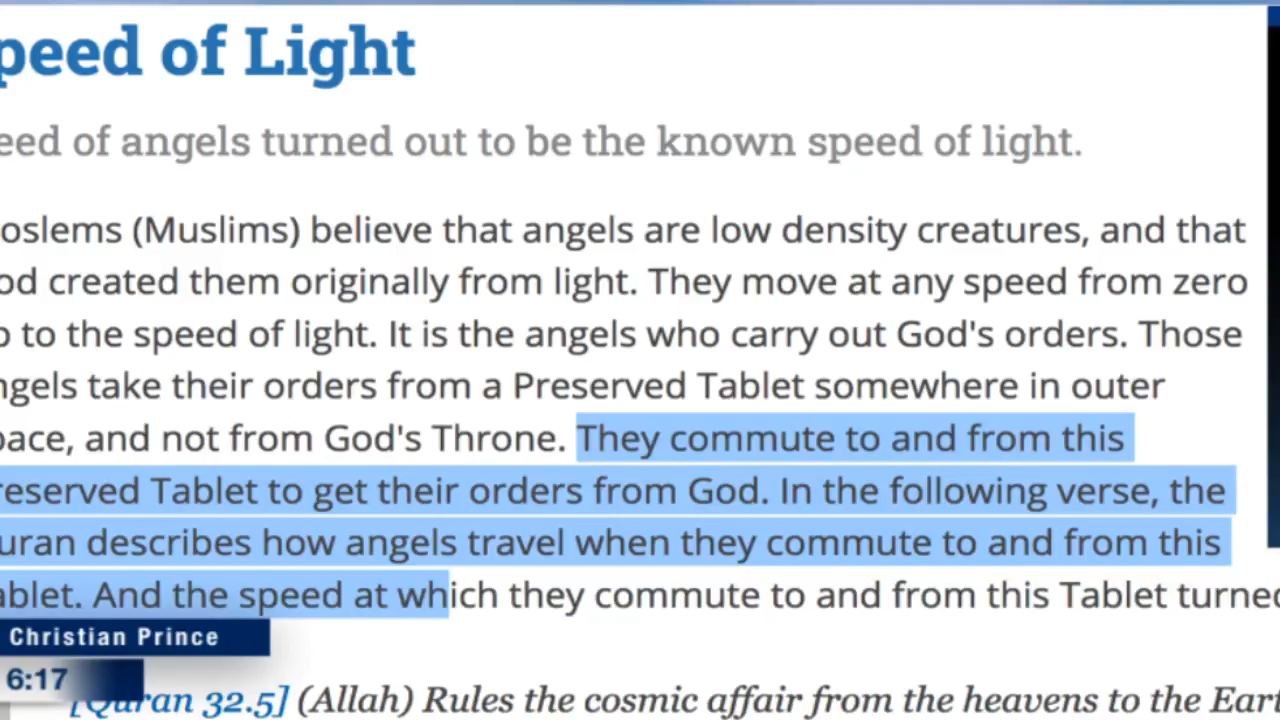 peed of Light
eed of angels turned out to be the known speed of light.
oslems (Muslims) believe that angels are low density creatures, and that
od created them originally from light. They move at any speed from zero
o to the speed of light. It is the angels who carry out God's orders. Those
ngels take their orders from a Preserved Tablet somewhere in outer
pace, and not from God's Throne. They commute to and from this
reserved Tablet to get their orders from God. In the following verse, the
uran describes how angels travel when they commute to and from this
ablet. And the speed at which they commute to and from this Tablet turned
Christian Prince
6:17
[Quran 32.5] (Allah) Rules the cosmic affair from the heavens to the Eart